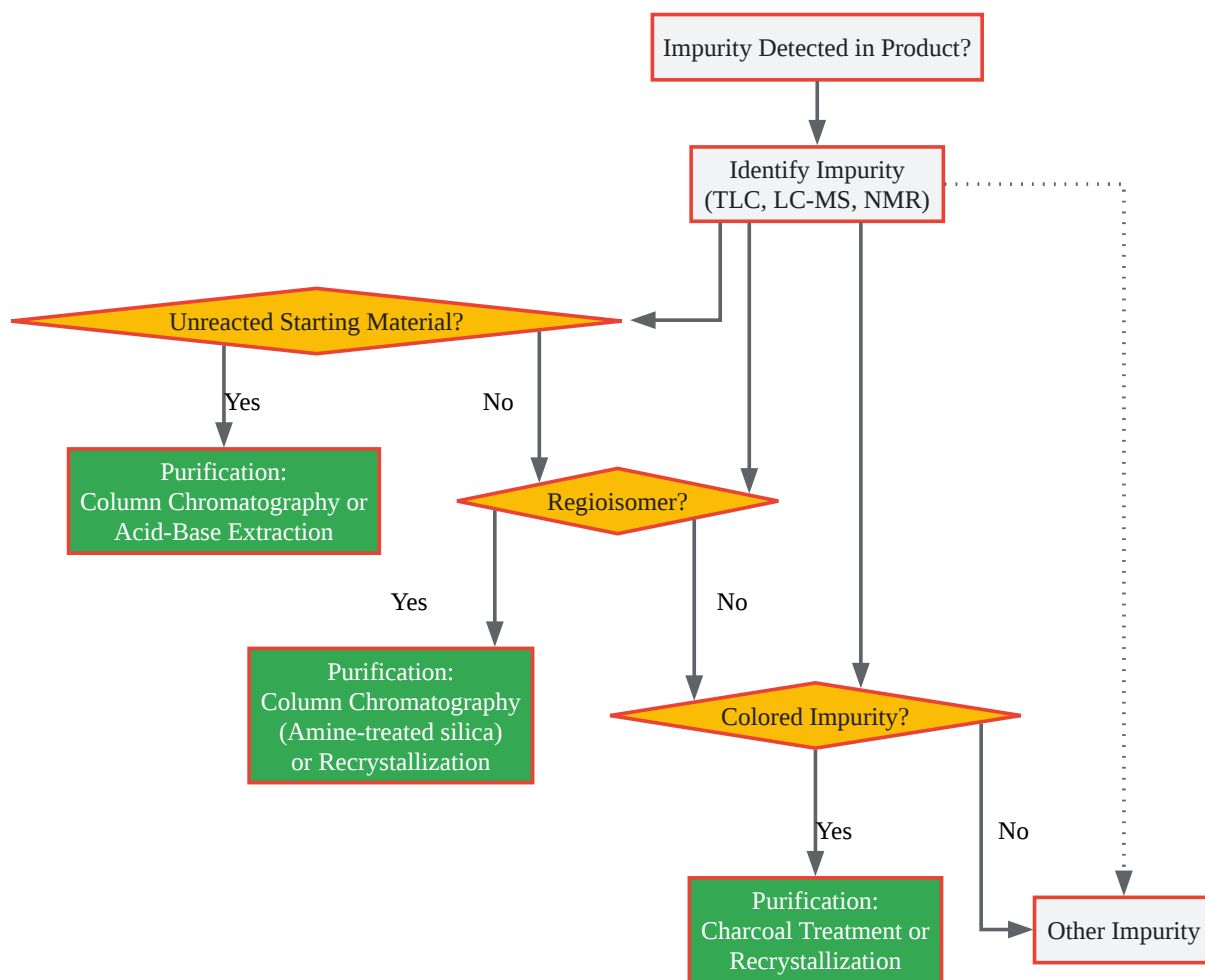 Impurity Detected in Product?
Identify Impurity
(TLC, LC-MS, NMR)
Unreacted Starting Material?
Yes
No
Purification:
Column Chromatography or
Acid-Base Extraction
Regioisomer?
Yes
No
Purification:
Column Chromatography
(Amine-treated silica)
or Recrystallization
Colored Impurity?
Yes
No
Purification:
Charcoal Treatment or
Recrystallization
Other Impurity